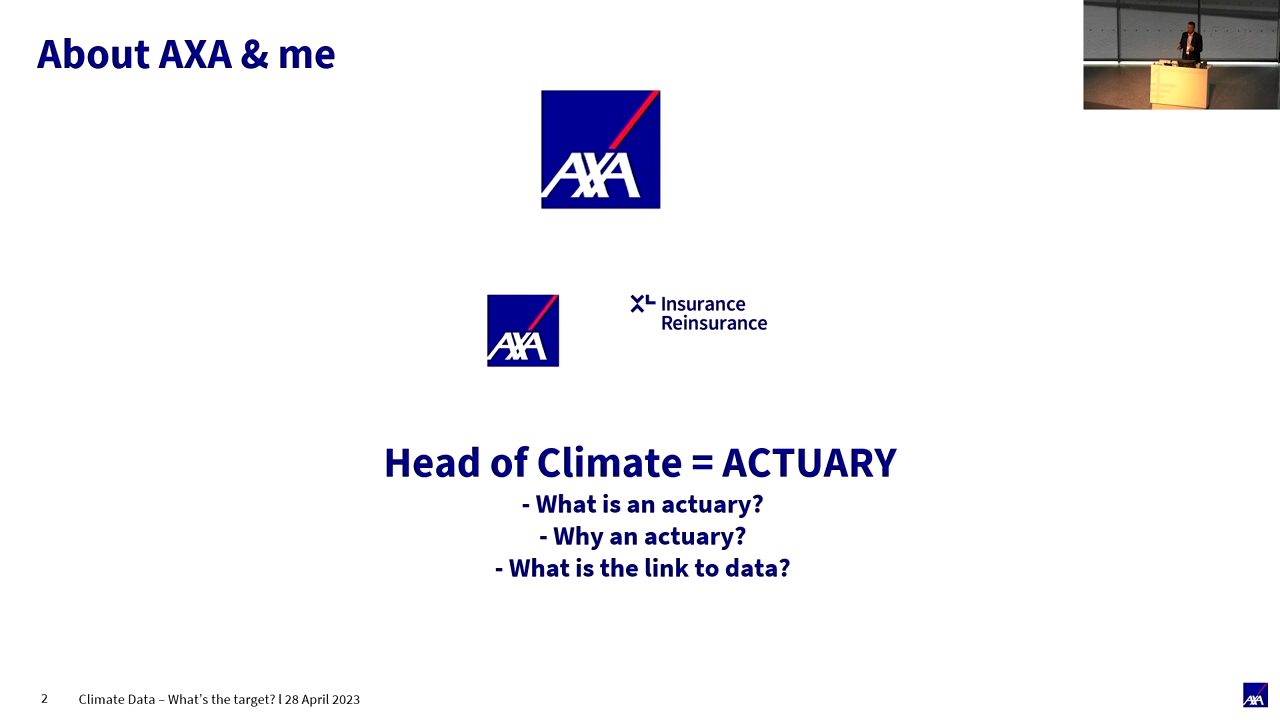 About AXA & me
AXA
AXA
XL Insurance
Reinsurance
Head of Climate = ACTUARY
- What is an actuary?
- Why an actuary?
- What is the link to data?
2
Climate Data – What's the target? l 28 April 2023
AXA